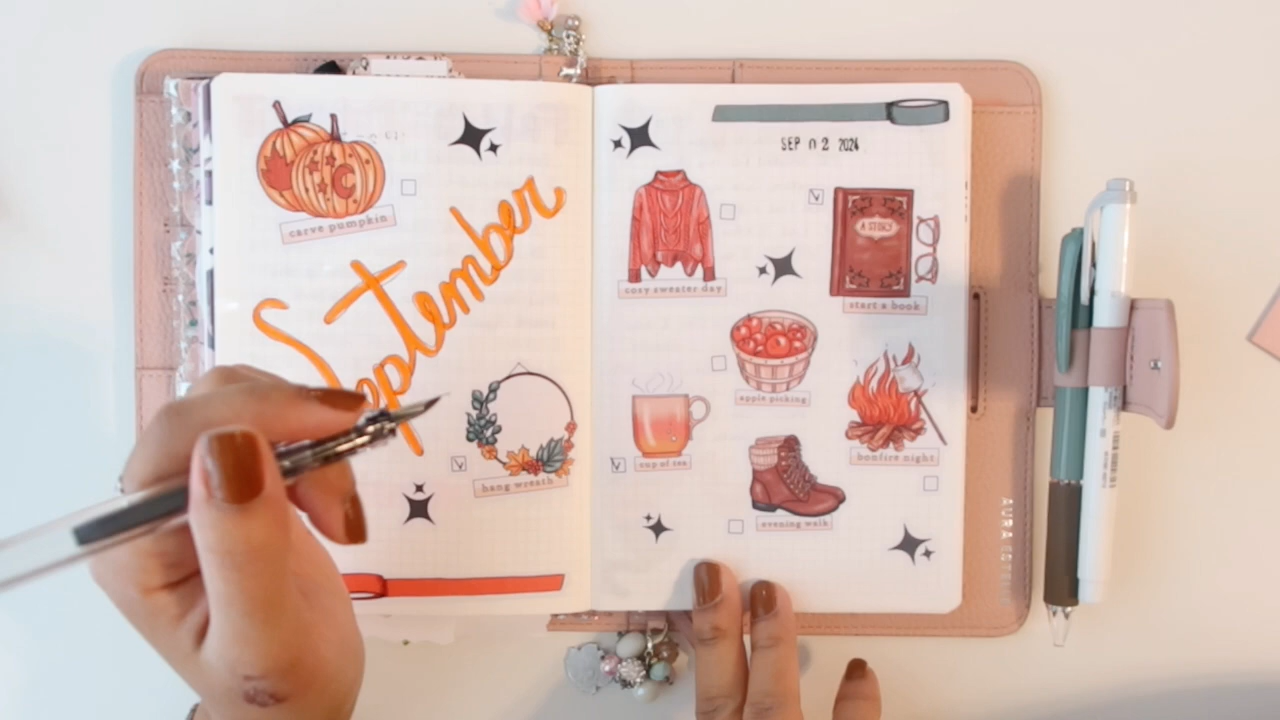 carve pumpkin
September
hang wreath
SEP 02 2024
cozy sweater day
A STORY
start a book
apple picking
cup of tea
bonfire night
evening walk